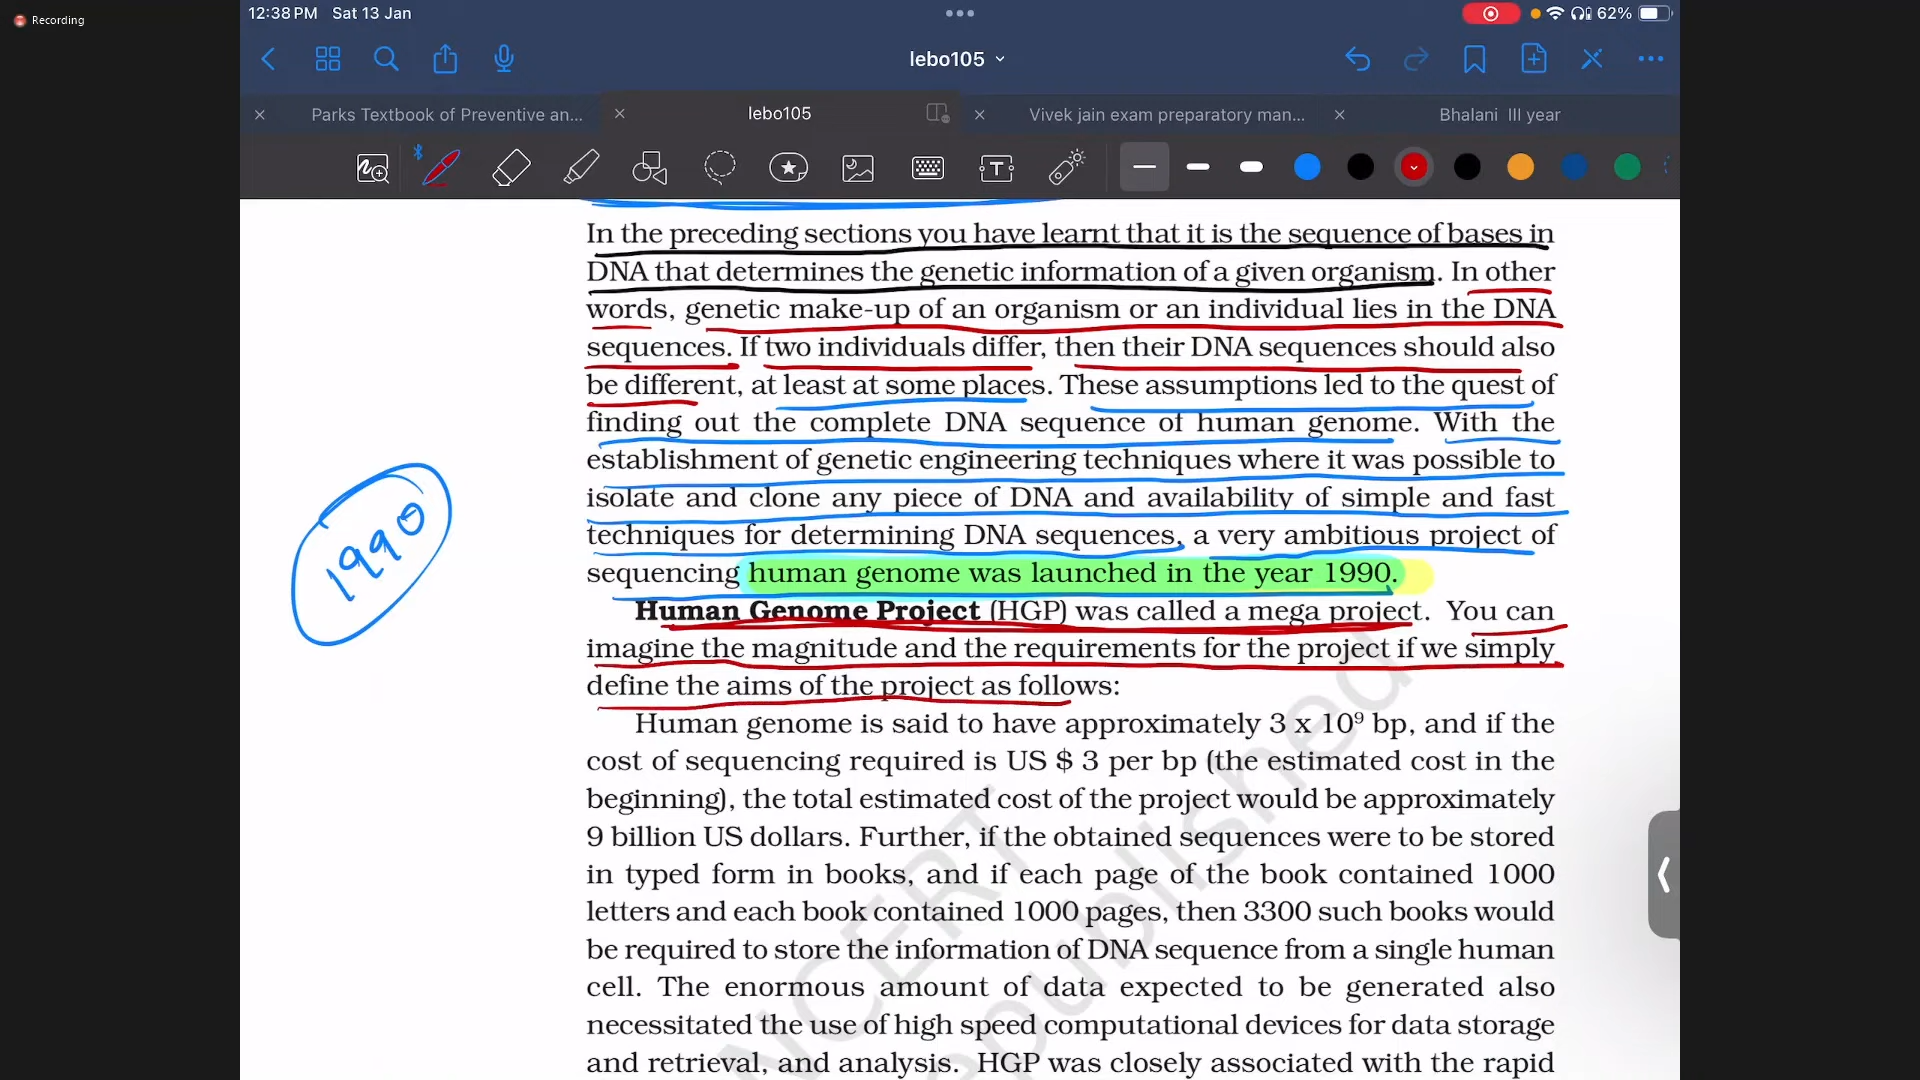 Recording
12:38 PM Sat 13 Jan
62%
lebo105
Parks Textbook of Preventive an...
lebo105
Vivek jain exam preparatory man...
Bhalani III year
In the preceding sections you have learnt that it is the sequence of bases in
DNA that determines the genetic information of a given organism. In other
words, genetic make-up of an organism or an individual lies in the DNA
sequences. If two individuals differ, then their DNA sequences should also
be different, at least at some places. These assumptions led to the quest of
finding out the complete DNA sequence of human genome. With the
establishment of genetic engineering techniques where it was possible to
isolate and clone any piece of DNA and availability of simple and fast
techniques for determining DNA sequences, a very ambitious project of
sequencing human genome was launched in the year 1990.
1990
Human Genome Project (HGP) was called a mega project. You can
imagine the magnitude and the requirements for the project if we simply
define the aims of the project as follows:
Human genome is said to have approximately 3 x 10⁹ bp, and if the
cost of sequencing required is US $ 3 per bp (the estimated cost in the
beginning), the total estimated cost of the project would be approximately
9 billion US dollars. Further, if the obtained sequences were to be stored
in typed form in books, and if each page of the book contained 1000
letters and each book contained 1000 pages, then 3300 such books would
be required to store the information of DNA sequence from a single human
cell. The enormous amount of data expected to be generated also
necessitated the use of high speed computational devices for data storage
and retrieval, and analysis. HGP was closely associated with the rapid
NCERT
republished